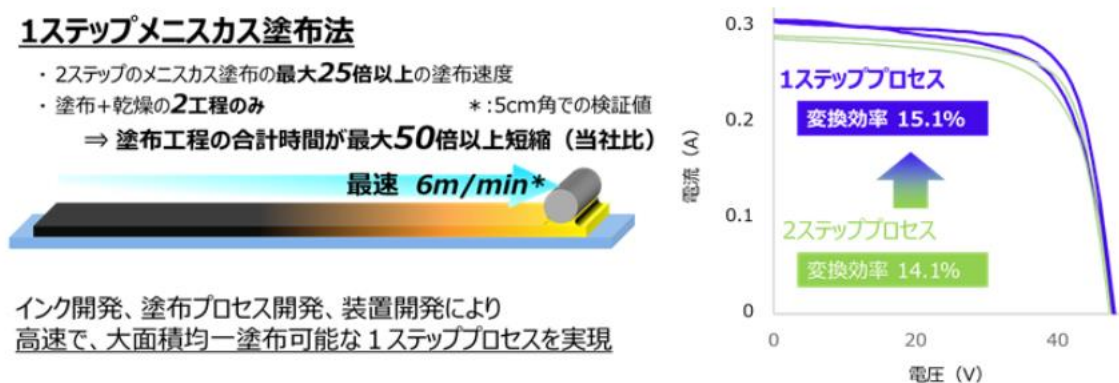 1ステップメニスカス塗布法
・ 2ステップのメニスカス塗布の最大25倍以上の塗布速度
・ 塗布+乾燥の2工程のみ
*:5cm角での検証値
⇒ 塗布工程の合計時間が最大50倍以上短縮(当社比)
最速 6m/min*
インク開発、塗布プロセス開発、装置開発により
高速で、大面積均一塗布可能な1ステッププロセスを実現
0.3
0.2
0.1
0
電流(A)
1ステッププロセス
変換効率 15.1%
2ステッププロセス
変換効率 14.1%
0
20
40
電圧(V)